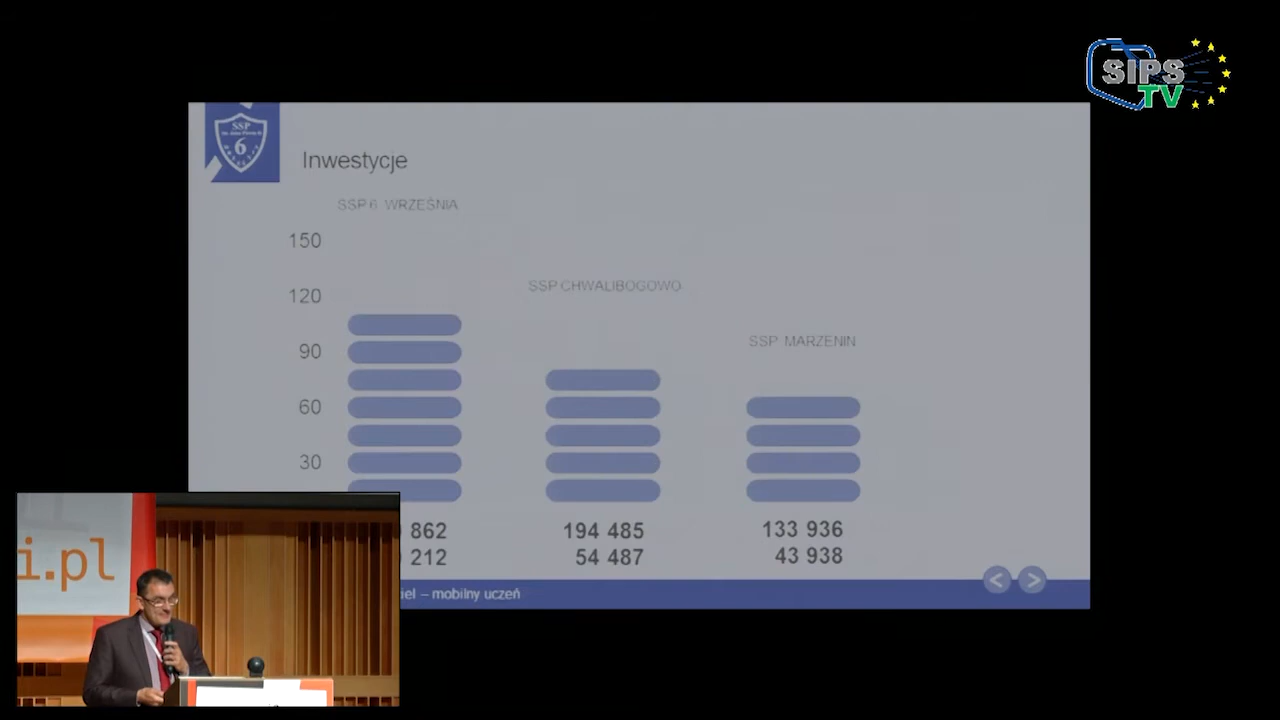 SIPS
TV
SSP
6
Inwestycje
SSP 6 WRZEŚNIA
150
120
SSP CHWALIBOGOWO
90
SSP MARZENIN
60
30
862
194 485
133 936
212
54 487
43 938
– mobilny uczeń
i.pl